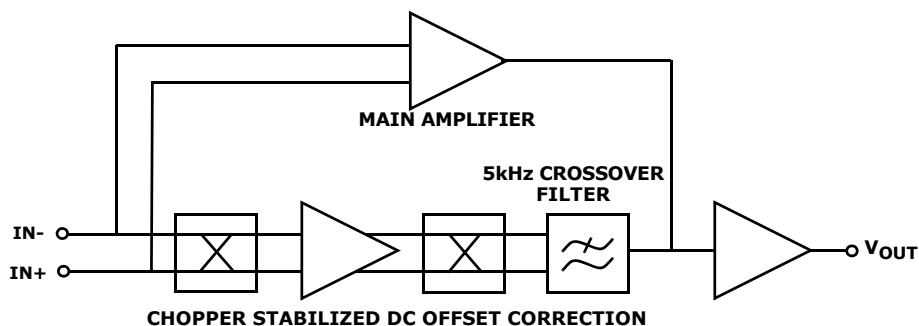 MAIN AMPLIFIER
5kHz CROSSOVER
FILTER
IN-
IN+
VOUT
CHOPPER STABILIZED DC OFFSET CORRECTION